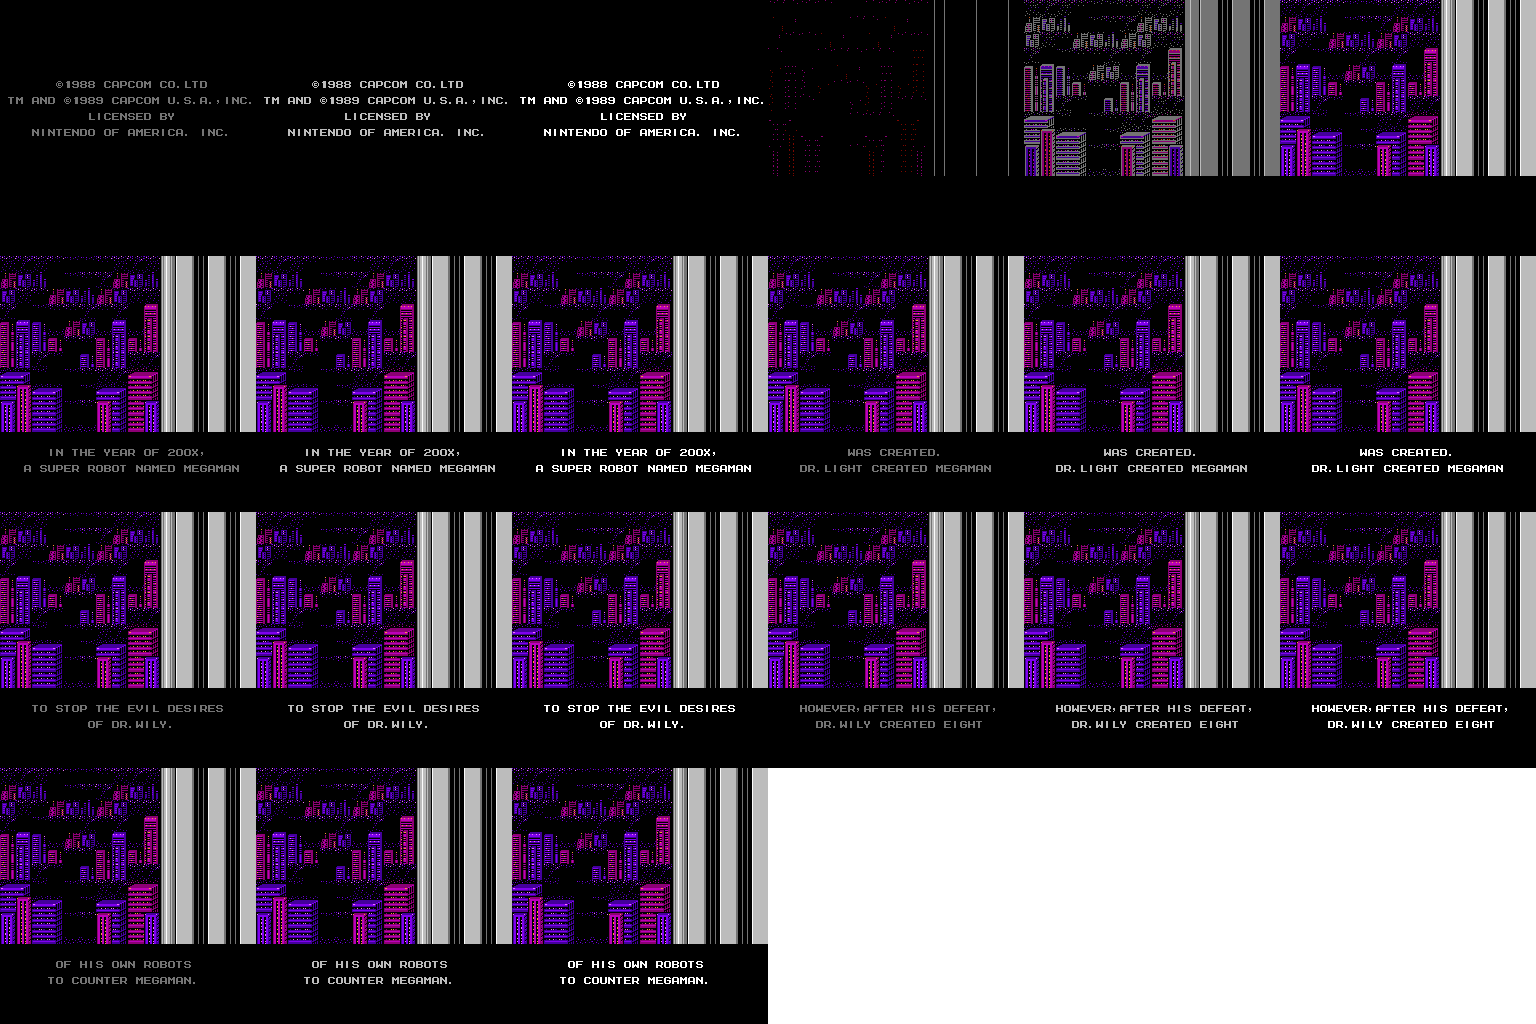 ©1988 CAPCOM CO.LTD
TM AND ©1989 CAPCOM U.S.A.,INC.
LICENSED BY
NINTENDO OF AMERICA. INC.
©1988 CAPCOM CO.LTD
TM AND ©1989 CAPCOM U.S.A.,INC.
LICENSED BY
NINTENDO OF AMERICA. INC.
©1988 CAPCOM CO.LTD
TM AND ©1989 CAPCOM U.S.A.,INC.
LICENSED BY
NINTENDO OF AMERICA. INC.
IN THE YEAR OF 200X,
A SUPER ROBOT NAMED MEGAMAN
IN THE YEAR OF 200X,
A SUPER ROBOT NAMED MEGAMAN
IN THE YEAR OF 200X,
A SUPER ROBOT NAMED MEGAMAN
WAS CREATED.
DR.LIGHT CREATED MEGAMAN
WAS CREATED.
DR.LIGHT CREATED MEGAMAN
WAS CREATED.
DR.LIGHT CREATED MEGAMAN
TO STOP THE EVIL DESIRES
OF DR.WILY.
TO STOP THE EVIL DESIRES
OF DR.WILY.
TO STOP THE EVIL DESIRES
OF DR.WILY.
HOWEVER,AFTER HIS DEFEAT,
DR.WILY CREATED EIGHT
HOWEVER,AFTER HIS DEFEAT,
DR.WILY CREATED EIGHT
HOWEVER,AFTER HIS DEFEAT,
DR.WILY CREATED EIGHT
OF HIS OWN ROBOTS
TO COUNTER MEGAMAN.
OF HIS OWN ROBOTS
TO COUNTER MEGAMAN.
OF HIS OWN ROBOTS
TO COUNTER MEGAMAN.